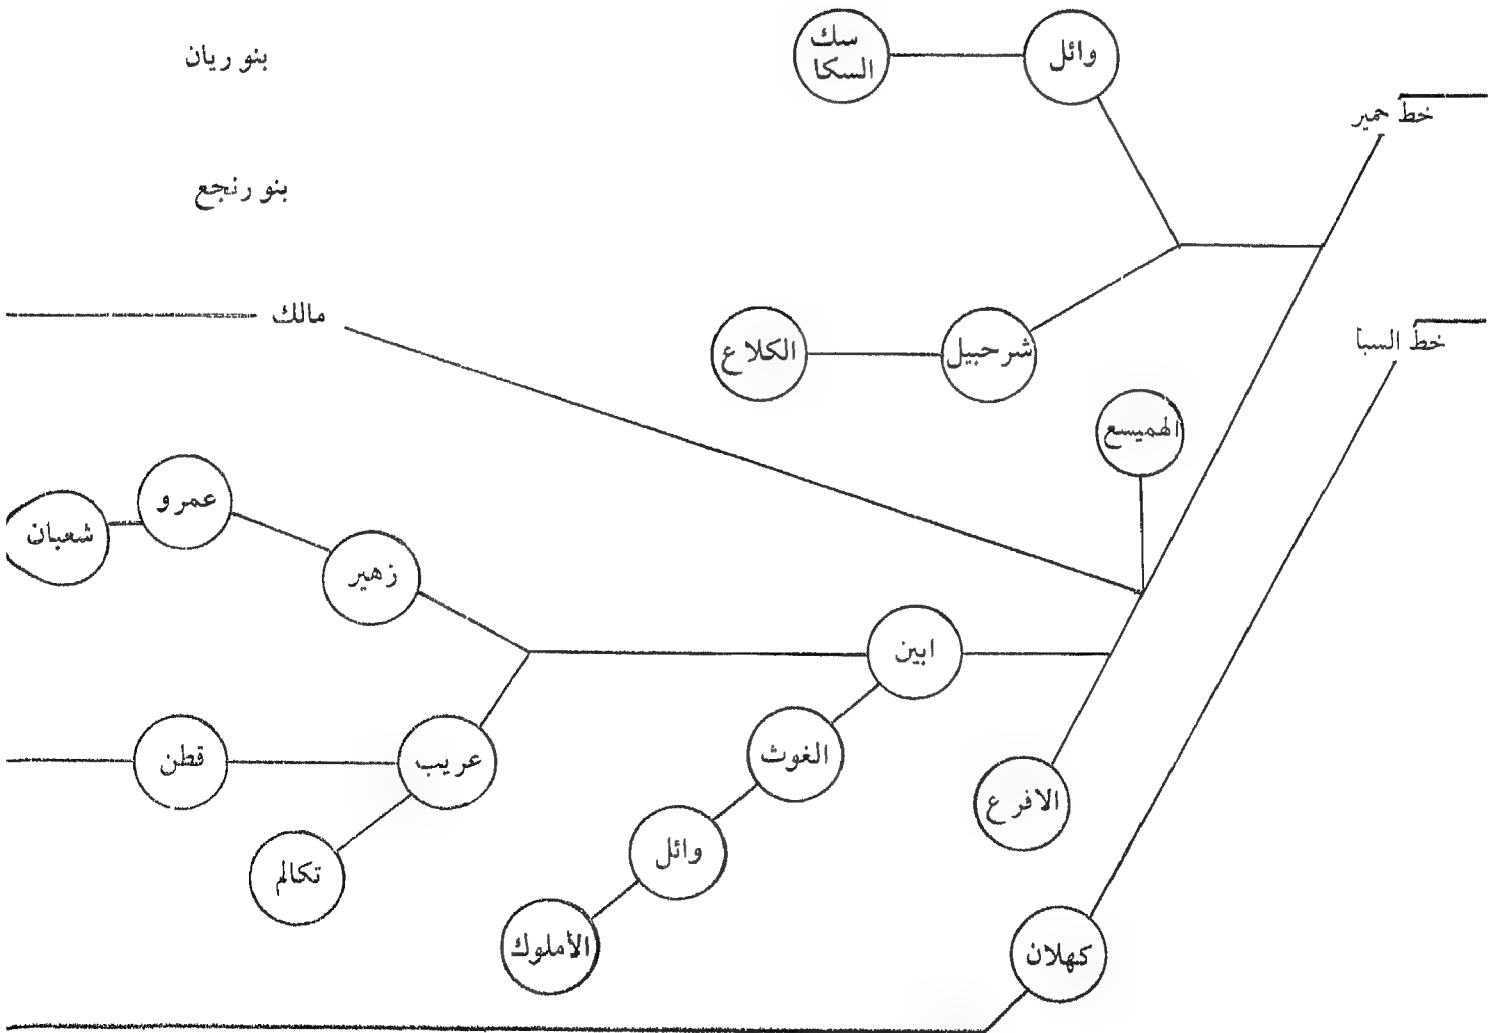 وائل
سك
السكا
بنو ريان
خط حمير
بنو رنجع
مالك
خط السبا
شرحبيل
الكلاع
الهميسع
عمرو
شعبان
زهير
ابين
الغوث
عريب
قطن
الافرع
وائل
تكالم
الأملوك
كهلان